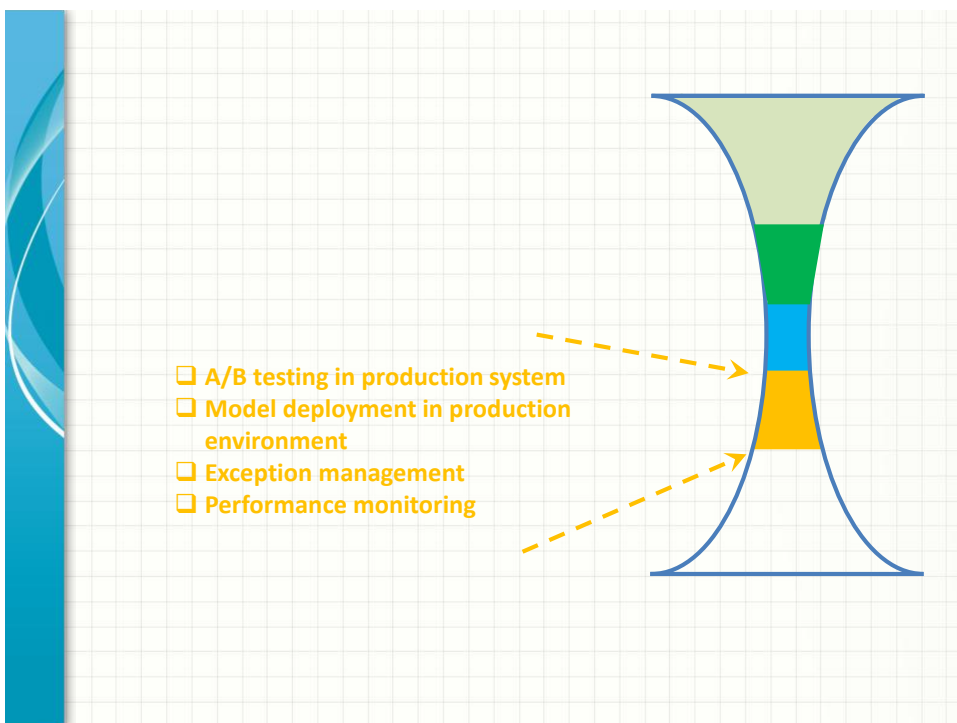 ❑ A/B testing in production system
❑ Model deployment in production
environment
❑ Exception management
❑ Performance monitoring